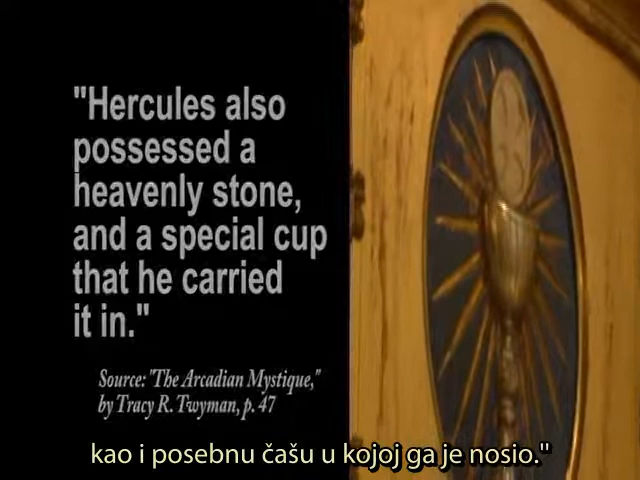 "Hercules also
possessed a
heavenly stone,
and a special cup
that he carried
it in."
Source: "The Arcadian Mystique,"
by Tracy R. Twyman, p. 47
kao i posebnu čašu u kojoj ga je nosio."